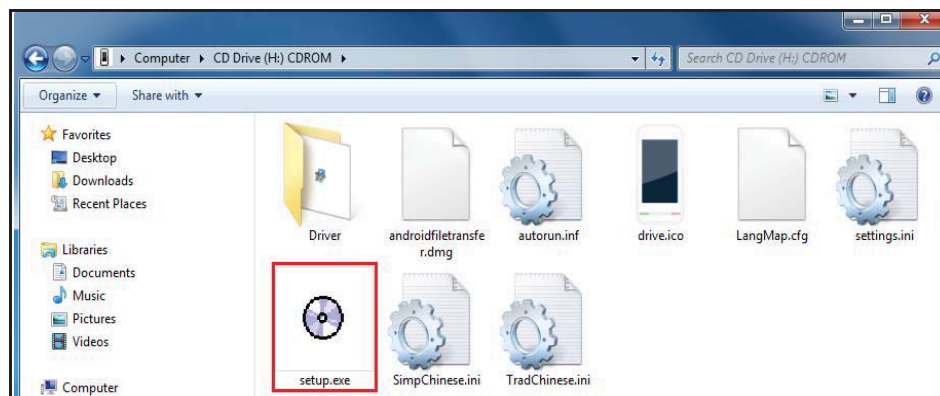 Computer ▸ CD Drive (H:) CDROM ▸
Search CD Drive (H:) CDROM
Organize ▾ Share with ▾
Favorites
Desktop
Downloads
Recent Places
Libraries
Documents
Music
Pictures
Videos
Computer
Driver
androidfiletransfe
r.dmg
autorun.inf
drive.ico
LangMap.cfg
settings.ini
setup.exe
SimpChinese.ini
TradChinese.ini